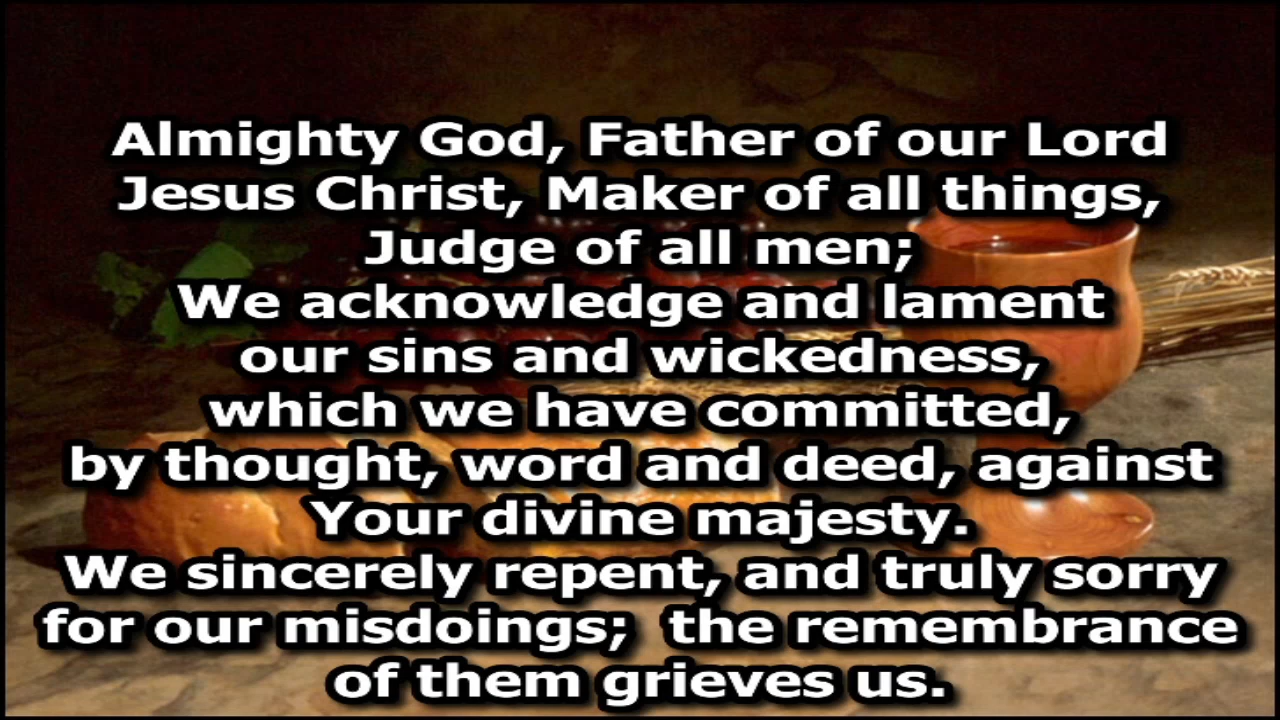 Almighty God, Father of our Lord
Jesus Christ, Maker of all things,
Judge of all men;
We acknowledge and lament
our sins and wickedness,
which we have committed,
by thought, word and deed, against
Your divine majesty.
We sincerely repent, and truly sorry
for our misdoings;  the remembrance
of them grieves us.